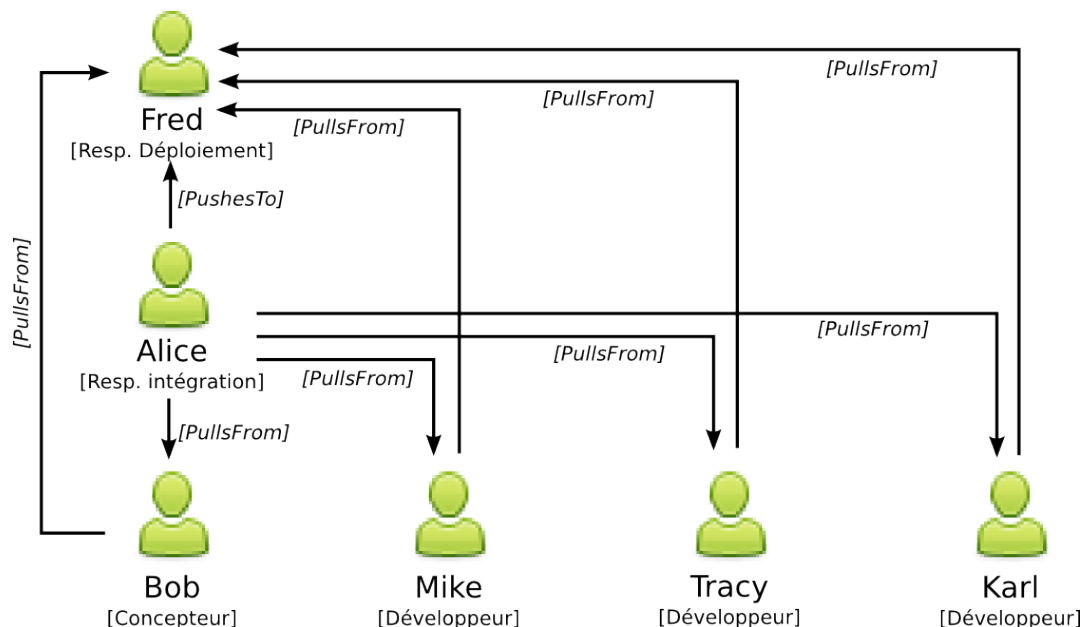 [PullsFrom]
[PullsFrom]
[PullsFrom]
Fred
[Resp. Déploiement]
[PushesTo]
[PullsFrom]
[PullsFrom]
Alice
[PullsFrom]
[Resp. intégration]
[PullsFrom]
[PullsFrom]
Bob
[Concepteur]
Mike
[Développeur]
Tracy
[Développeur]
Karl
[Développeur]